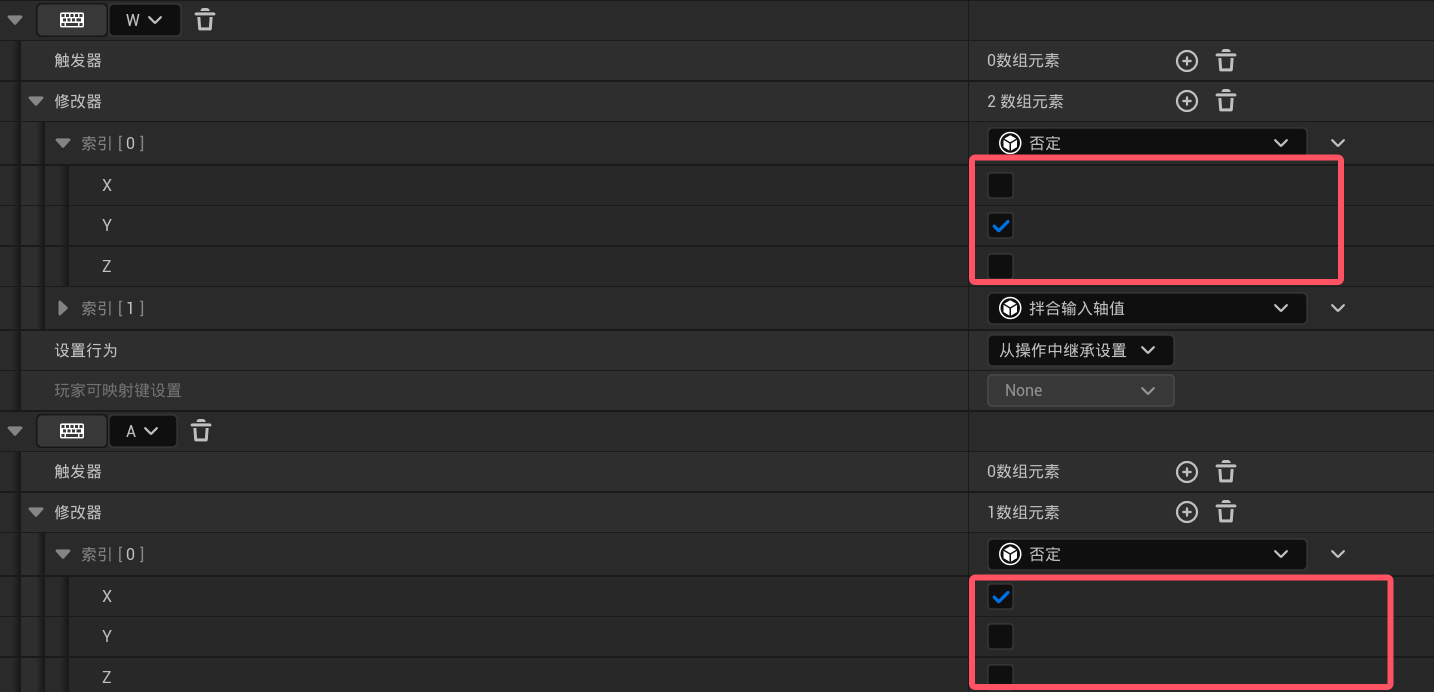 W
触发器 0数组元素
修改器 2 数组元素
索引 [ 0 ] 否定
X
Y
Z
索引 [ 1 ] 拌合输入轴值
设置行为 从操作中继承设置
玩家可映射键设置 None
A
触发器 0数组元素
修改器 1数组元素
索引 [ 0 ] 否定
X
Y
Z